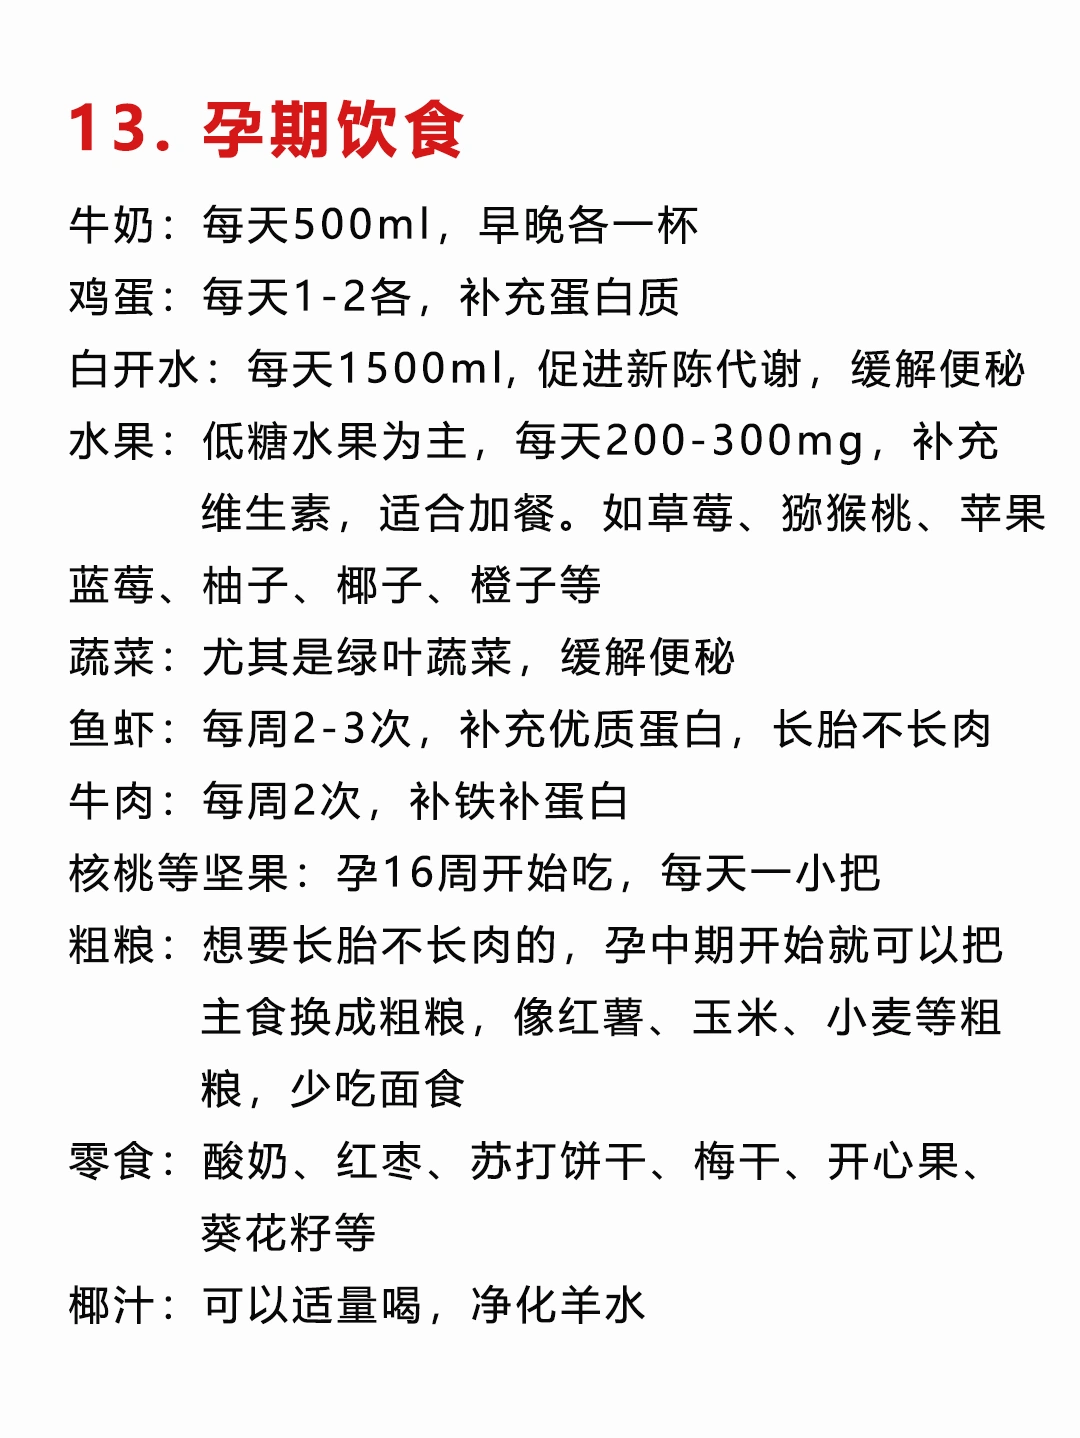 13. 孕期饮食
牛奶：每天500ml，早晚各一杯
鸡蛋：每天1-2各，补充蛋白质
白开水：每天1500ml, 促进新陈代谢，缓解便秘
水果：低糖水果为主，每天200-300mg，补充
维生素，适合加餐。如草莓、猕猴桃、苹果
蓝莓、柚子、椰子、橙子等
蔬菜：尤其是绿叶蔬菜，缓解便秘
鱼虾：每周2-3次，补充优质蛋白，长胎不长肉
牛肉：每周2次，补铁补蛋白
核桃等坚果：孕16周开始吃，每天一小把
粗粮：想要长胎不长肉的，孕中期开始就可以把
主食换成粗粮，像红薯、玉米、小麦等粗
粮，少吃面食
零食：酸奶、红枣、苏打饼干、梅干、开心果、
葵花籽等
椰汁：可以适量喝，净化羊水